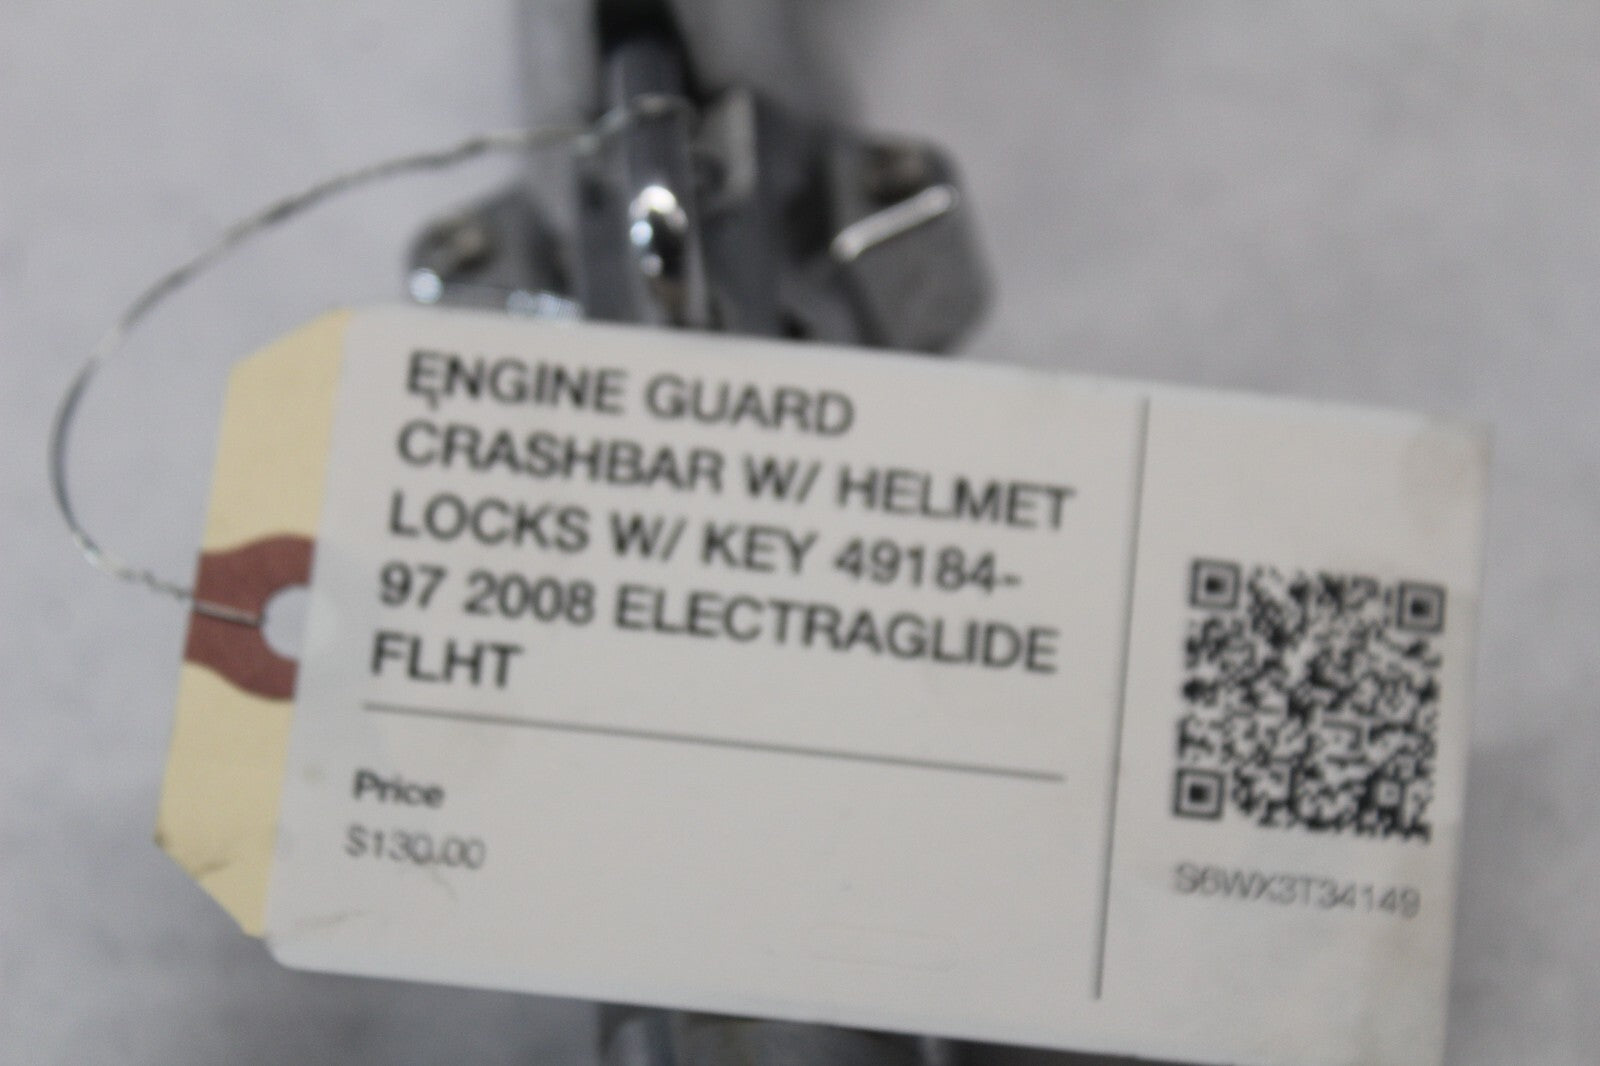 ENGINE GUARD
CRASHBAR W/ HELMET
LOCKS W/ KEY 49184-
97 2008 ELECTRAGLIDE
FLHT
Price
$130.00
S6WX3T34149